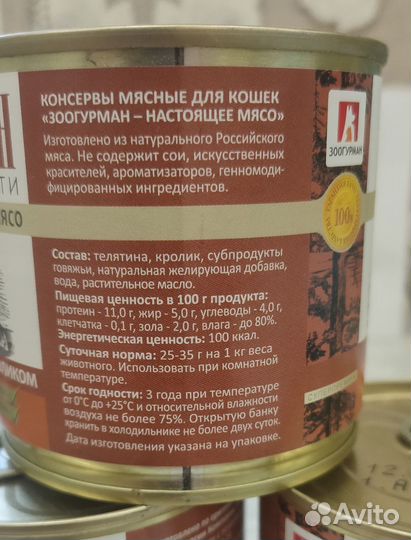 КОНСЕРВЫ МЯСНЫЕ ДЛЯ КОШЕК
«ЗООГУРМАН – НАСТОЯЩЕЕ МЯСО»
Изготовлено из натурального Российского
мяса. Не содержит сои, искусственных
красителей, ароматизаторов, генномоди-
фицированных ингредиентов.
ЗООГУРМАН
100%
Н
ТИ
МЯСО
Состав: телятина, кролик, субпродукты
говяжьи, натуральная желирующая добавка,
вода, растительное масло.
Пищевая ценность в 100 г продукта:
протеин - 11,0 г, жир - 5,0 г, углеводы - 4,0 г,
клетчатка - 0,1 г, зола - 2,0 г, влага - до 80%.
Энергетическая ценность: 100 ккал.
Суточная норма: 25-35 г на 1 кг веса
животного. Использовать при комнатной
температуре.
Срок годности: 3 года при температуре
от 0°С до +25°С и относительной влажности
воздуха не более 75%. Открытую банку
хранить в холодильнике не более двух суток.
Дата изготовления указана на упаковке.
ЛИКОМ
Avito